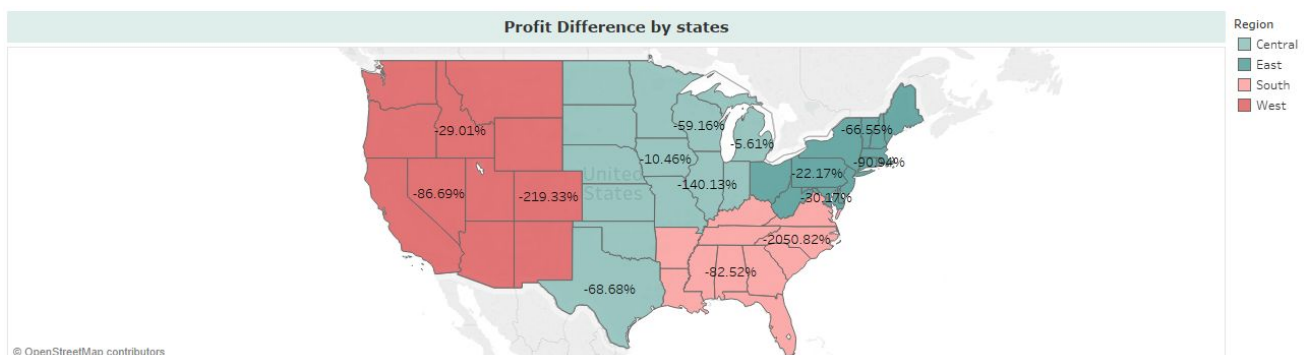 Profit Difference by states
Region
Central
East
South
West
-29.01%
-59.16%
-5.61%
-66.55%
-10.46%
-90.94%
-22.17%
-86.69%
-219.33%
United
States
-140.13%
-30.17%
-2050.82%
-82.52%
-68.68%
© OpenStreetMap contributors